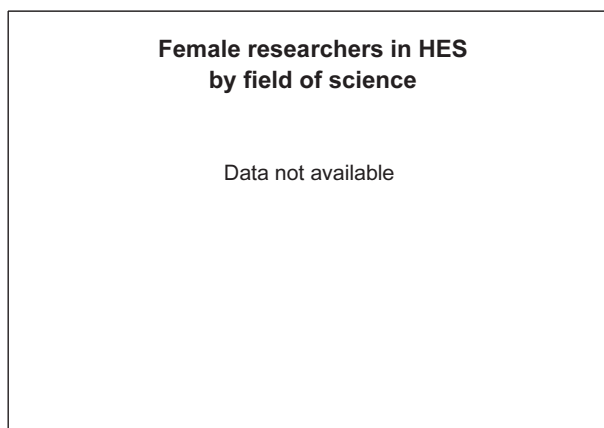 Female researchers in HES
by field of science
Data not available